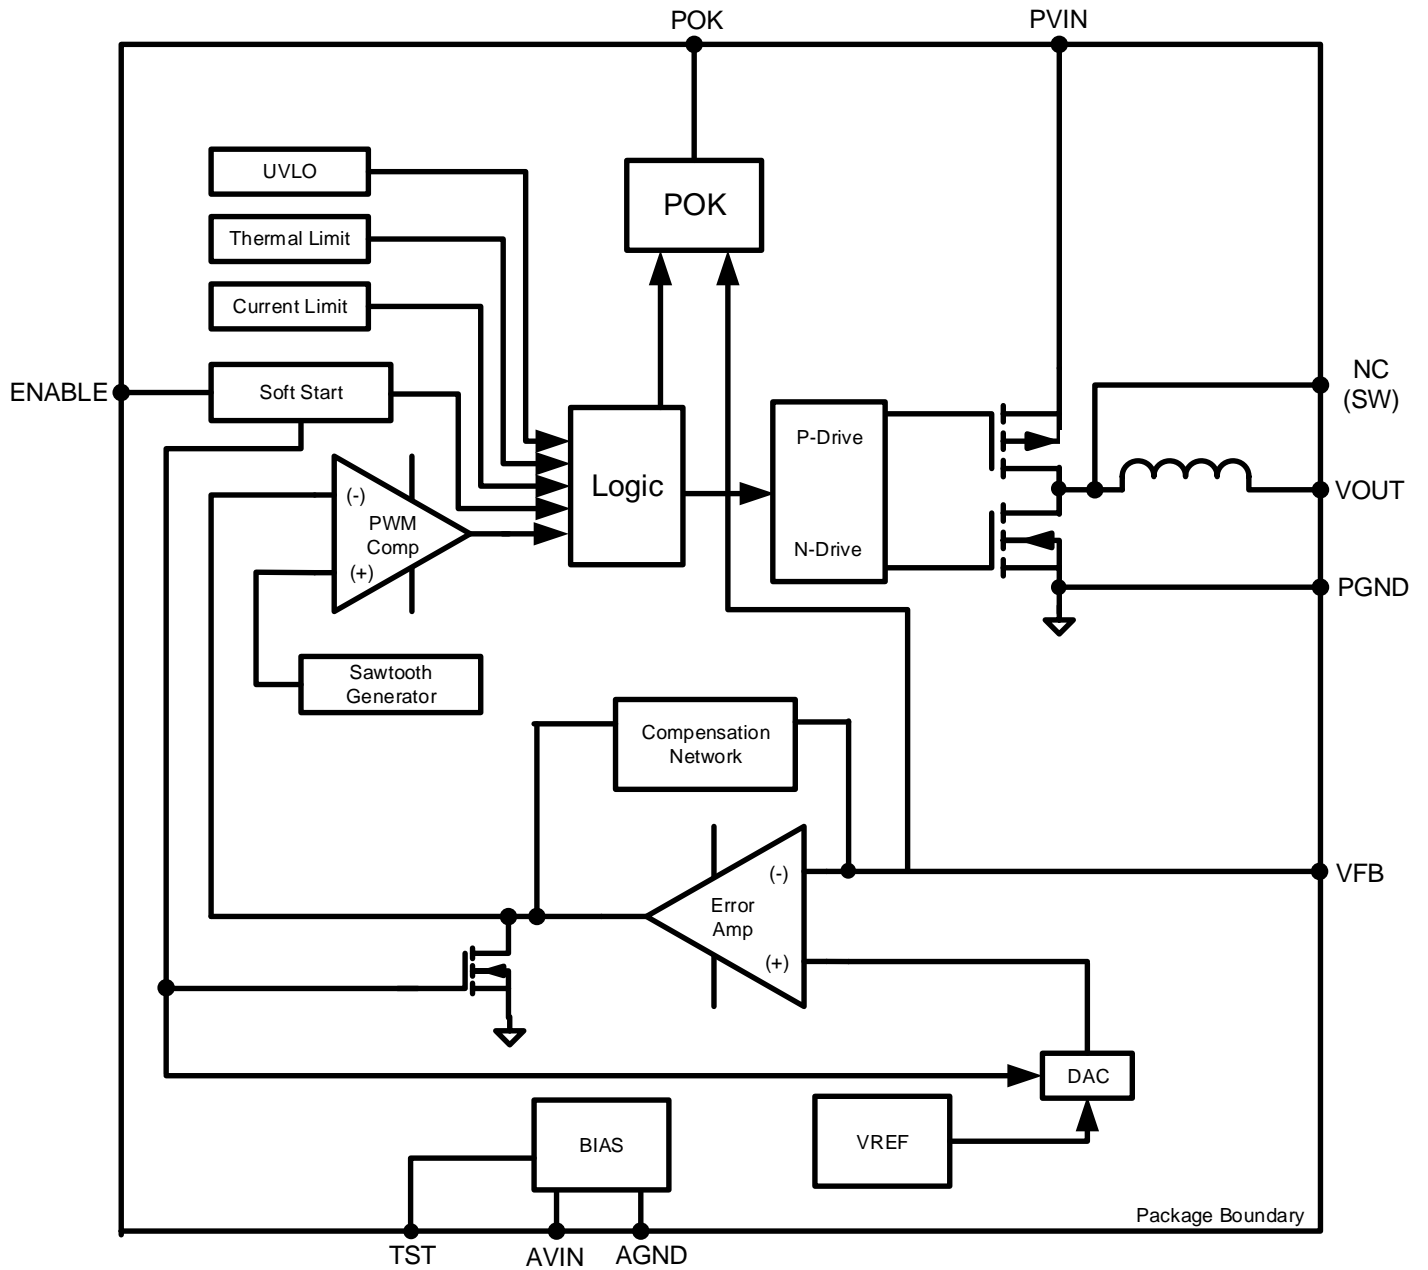 POK
PVIN
UVLO
Thermal Limit
Current Limit
POK
ENABLE
Soft Start
NC
(SW)
P-Drive
Logic
VOUT
(-)
PWM
Comp
(+)
N-Drive
PGND
Sawtooth
Generator
Compensation
Network
(-)
VFB
Error
Amp
(+)
DAC
BIAS
VREF
Package Boundary
TST
AVIN
AGND